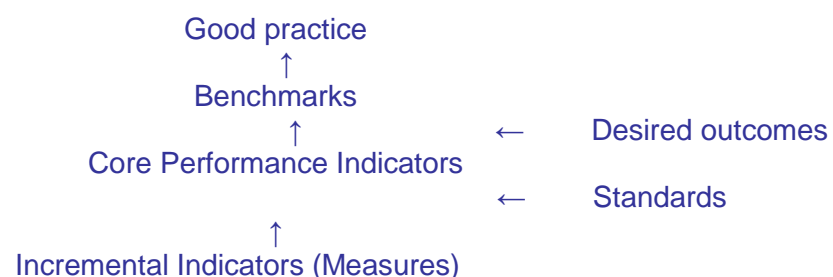 Good practice
↑
Benchmarks
↑ ← Desired outcomes
Core Performance Indicators
← Standards
↑
Incremental Indicators (Measures)